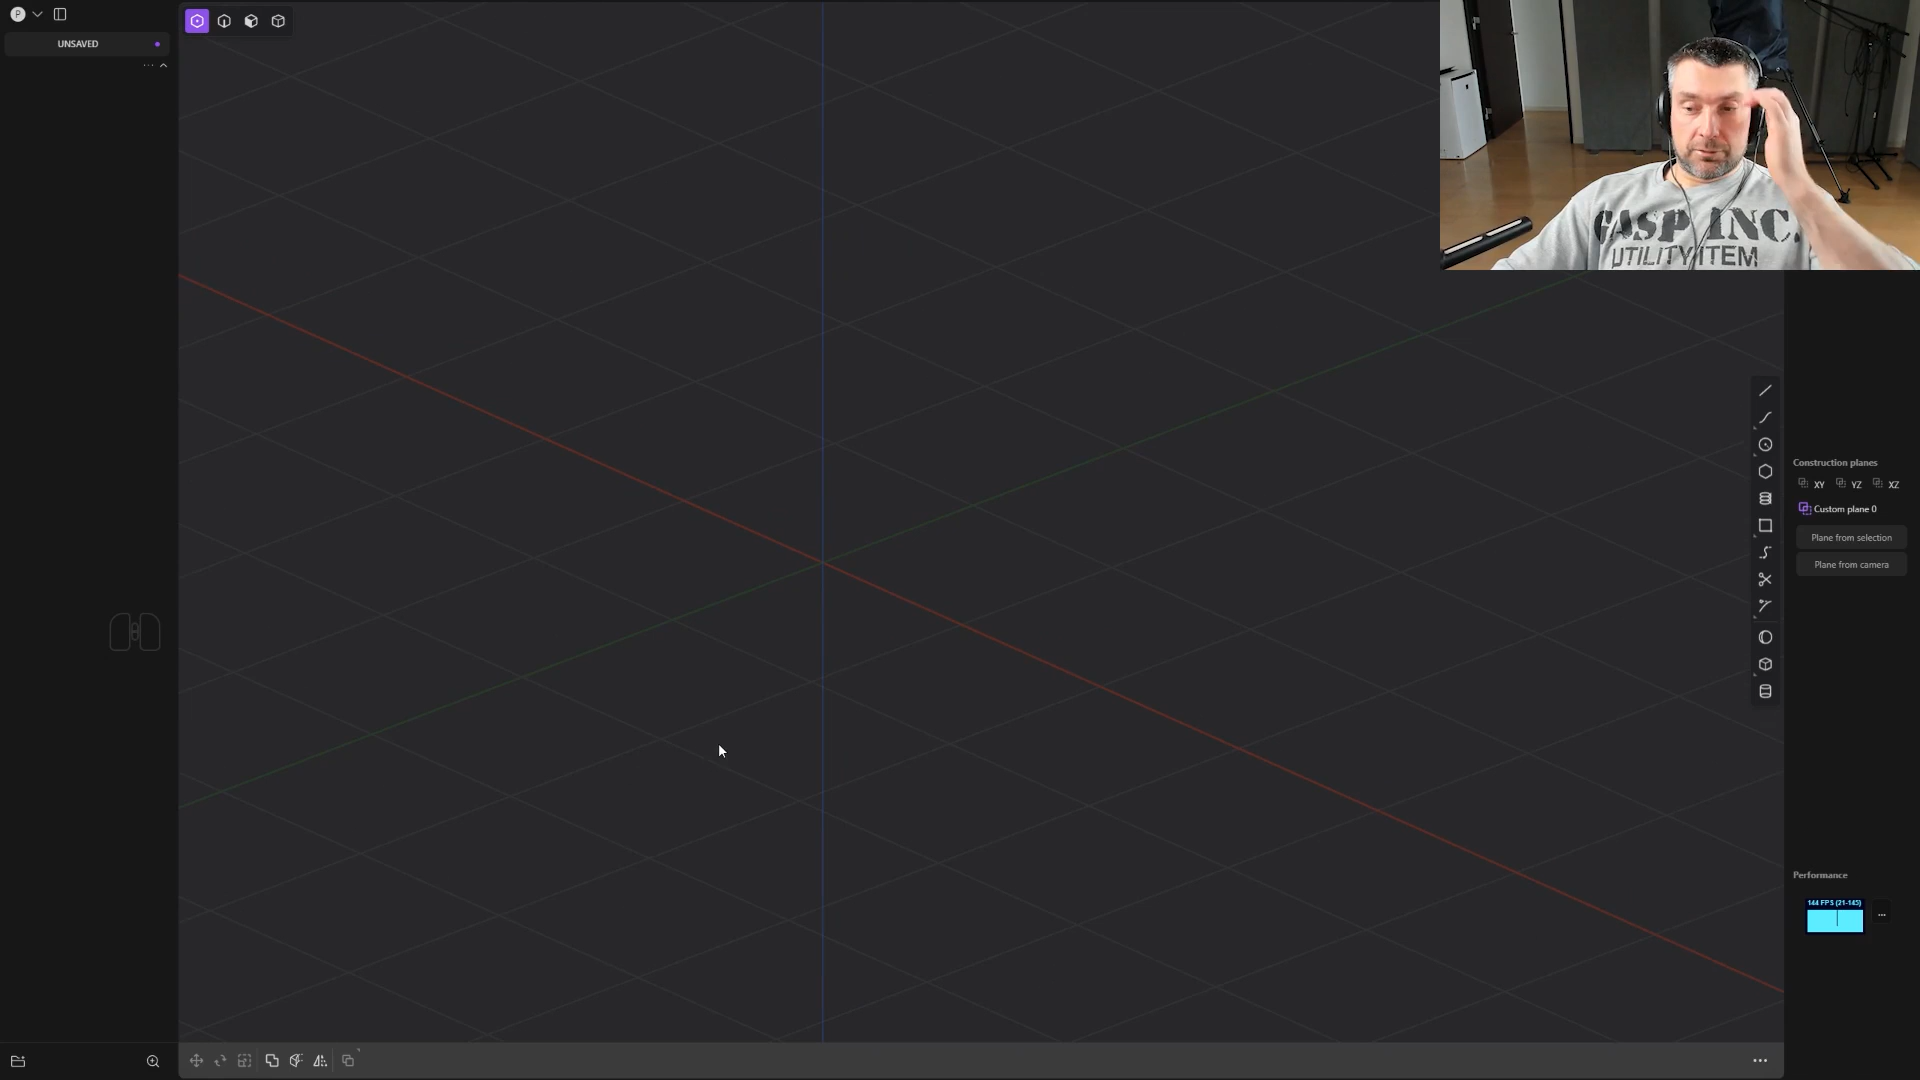 P
UNSAVED
GASP INC.
UTILITY ITEM
Construction planes
XY
YZ
XZ
Custom plane 0
Plane from selection
Plane from camera
Performance
144 FPS (21-145)